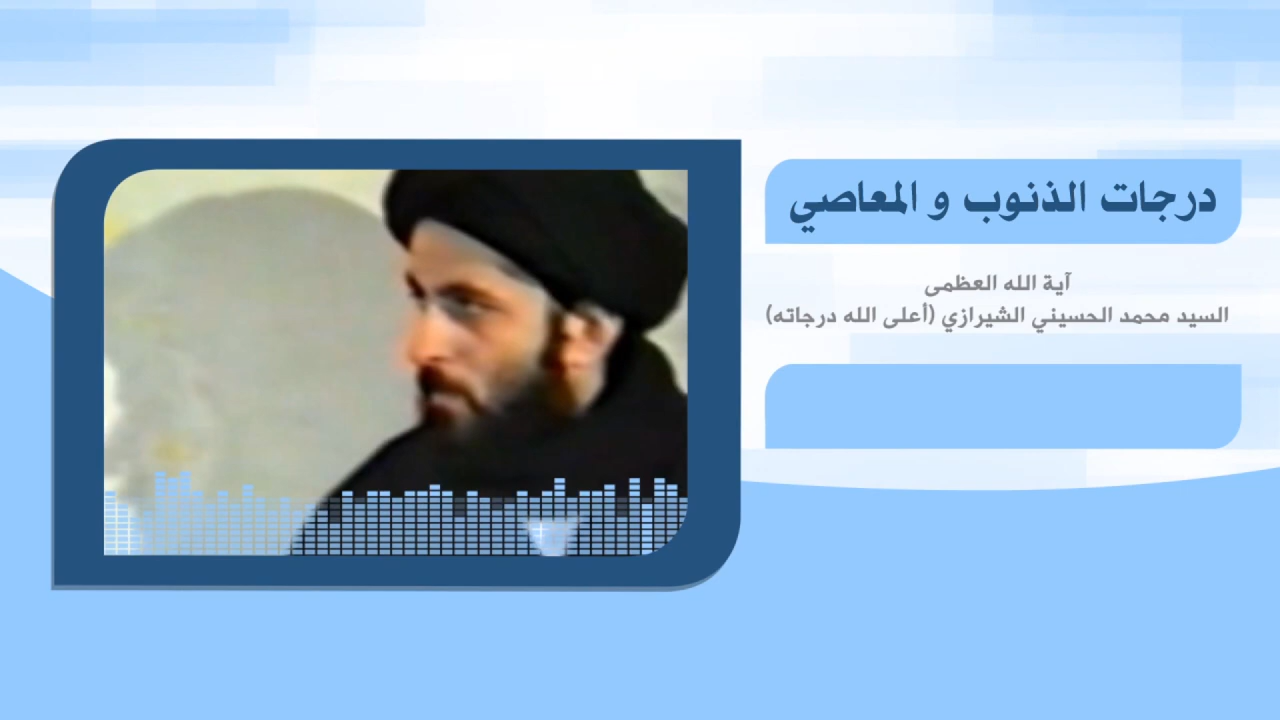 درجات الذنوب و المعاصي
آية الله العظمى
السيد محمد الحسيني الشيرازي (أعلى الله درجاته)